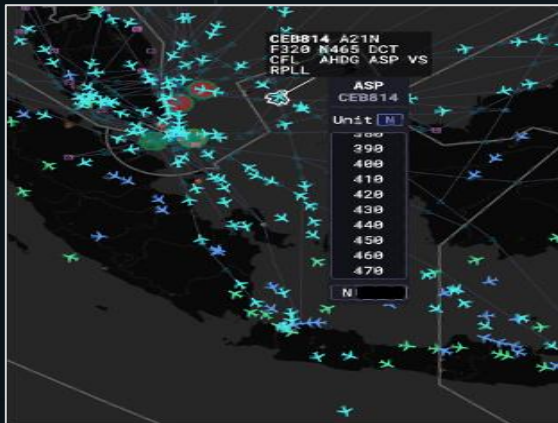 CEB814 A21N
F320 N465 DCT
CFL AHDG ASP VS
RPLL
ASP
CEB814
Unit N
380
390
400
410
420
430
440
450
460
470
N